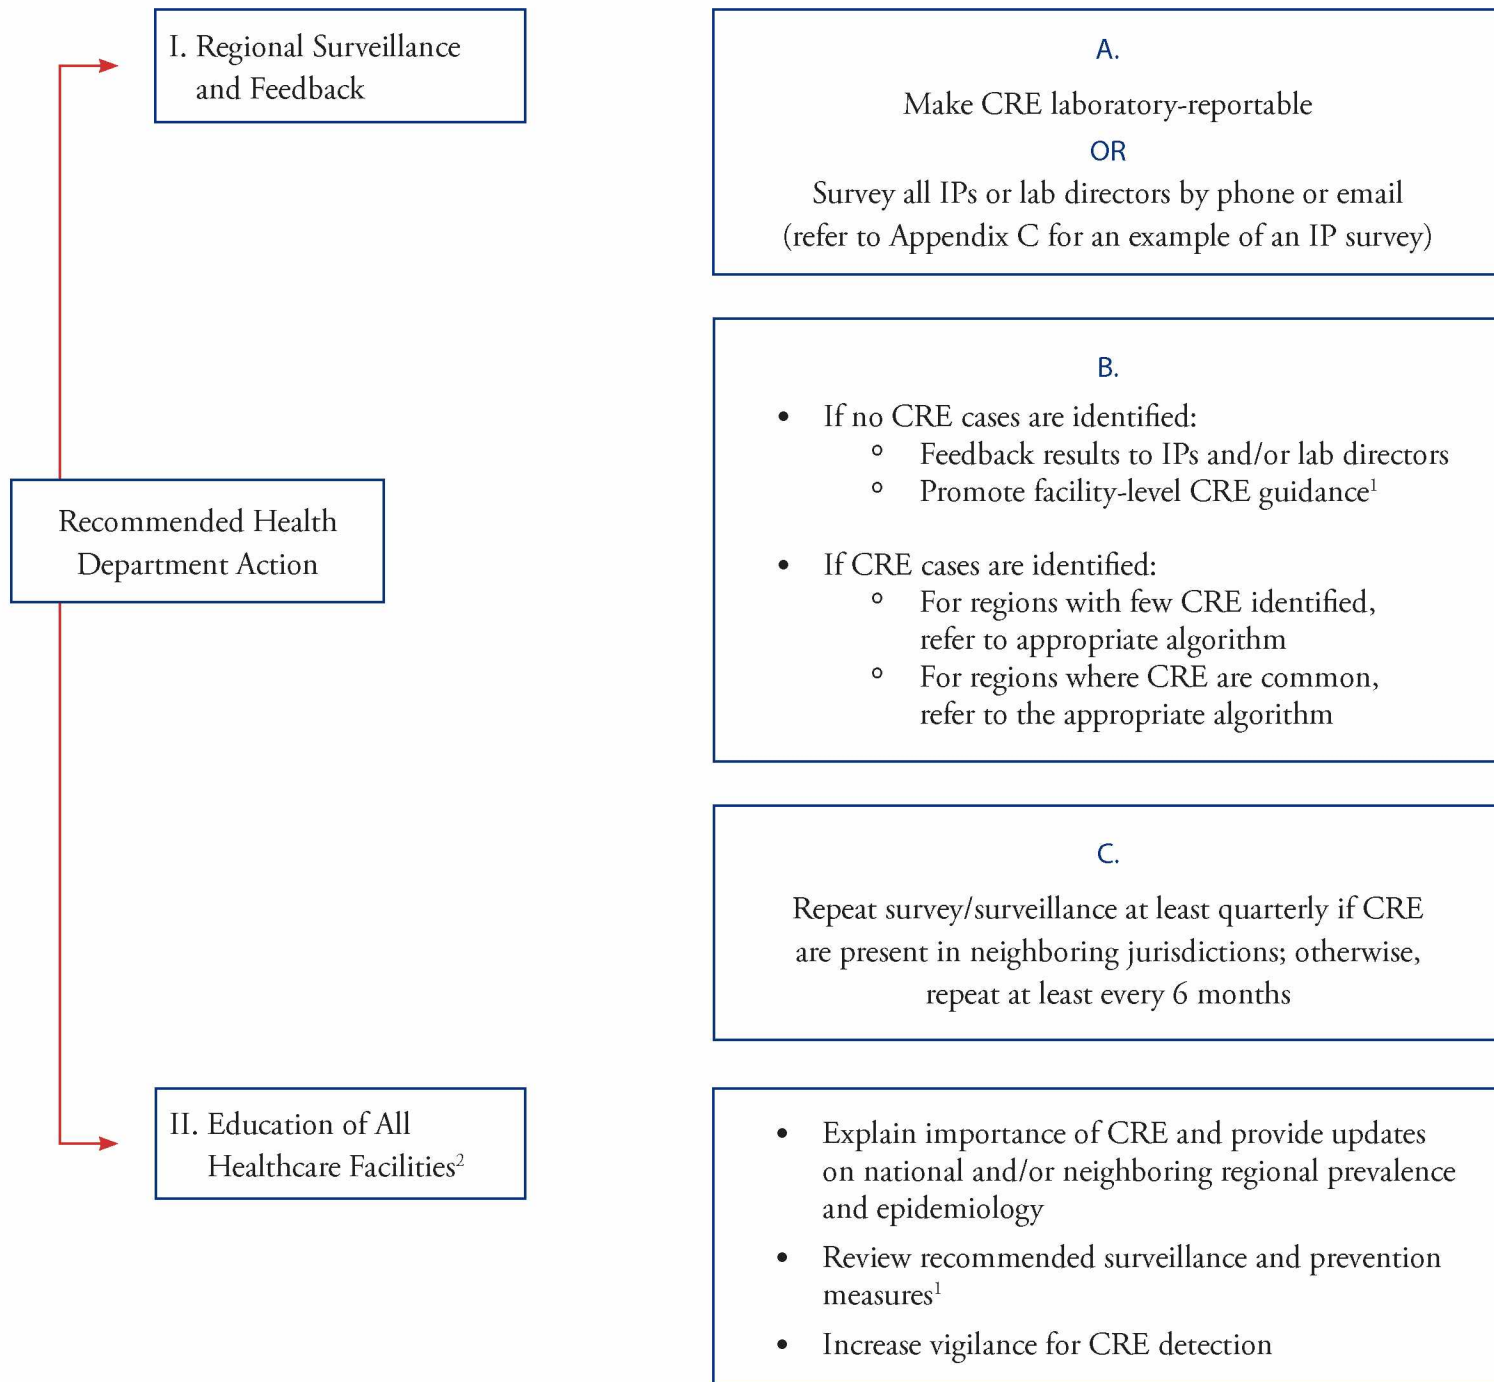 I. Regional Surveillance
and Feedback
A.
Make CRE laboratory-reportable
OR
Survey all IPs or lab directors by phone or email
(refer to Appendix C for an example of an IP survey)
B.
• If no CRE cases are identified:
° Feedback results to IPs and/or lab directors
° Promote facility-level CRE guidance¹
• If CRE cases are identified:
° For regions with few CRE identified,
refer to appropriate algorithm
° For regions where CRE are common,
refer to the appropriate algorithm
Recommended Health
Department Action
C.
Repeat survey/surveillance at least quarterly if CRE
are present in neighboring jurisdictions; otherwise,
repeat at least every 6 months
II. Education of All
Healthcare Facilities²
• Explain importance of CRE and provide updates
on national and/or neighboring regional prevalence
and epidemiology
• Review recommended surveillance and prevention
measures¹
• Increase vigilance for CRE detection